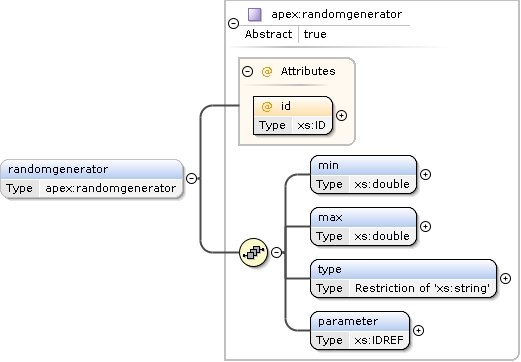 apex:randomgenerator
Abstract true
@ Attributes
@ id
Type xs:ID
randomgenerator
Type apex:randomgenerator
min
Type xs:double
max
Type xs:double
type
Type Restriction of 'xs:string'
parameter
Type xs:IDREF